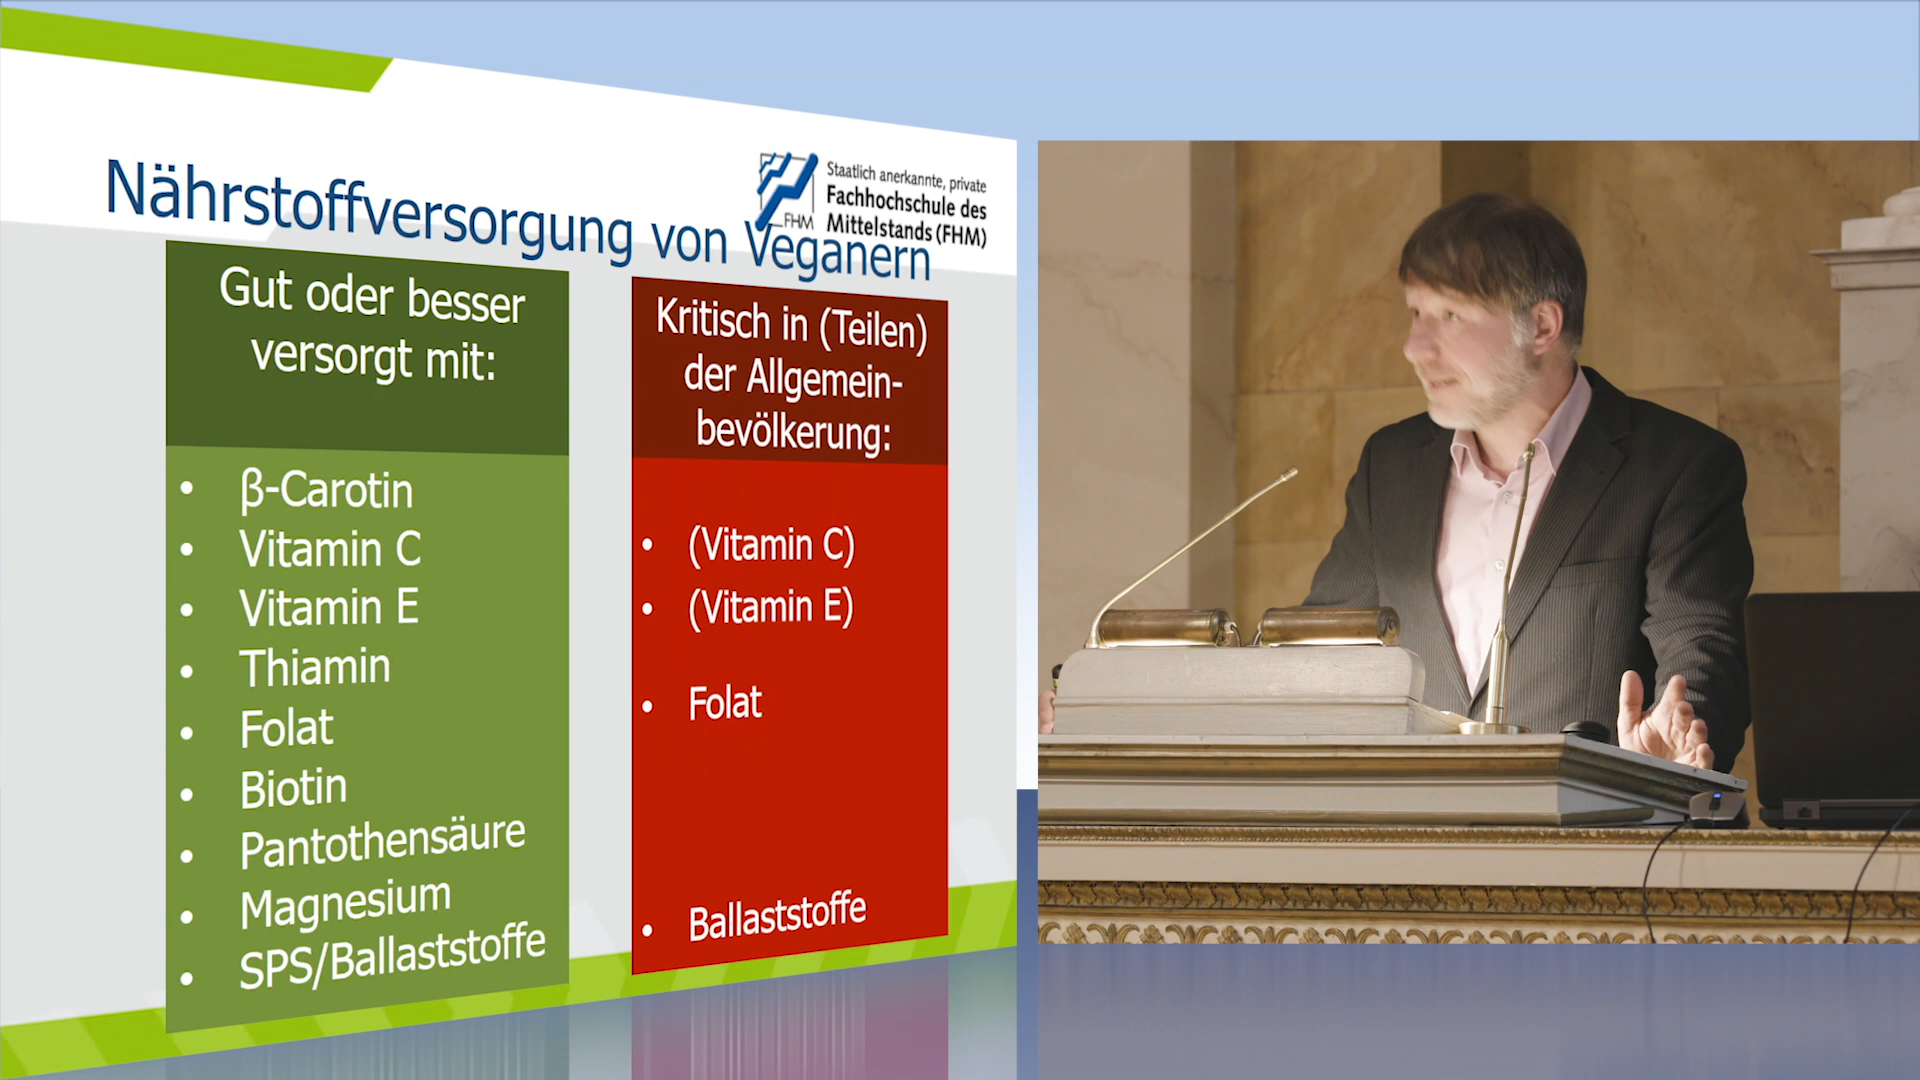 Nährstoffversorgung von Veganern
Staatlich anerkannte, private
Fachhochschule des
Mittelstands (FHM)
FHM
Gut oder besser
versorgt mit:
• β-Carotin
• Vitamin C
• Vitamin E
• Thiamin
• Folat
• Biotin
• Pantothensäure
• Magnesium
• SPS/Ballaststoffe
Kritisch in (Teilen)
der Allgemein-
bevölkerung:
• (Vitamin C)
• (Vitamin E)
• Folat
• Ballaststoffe